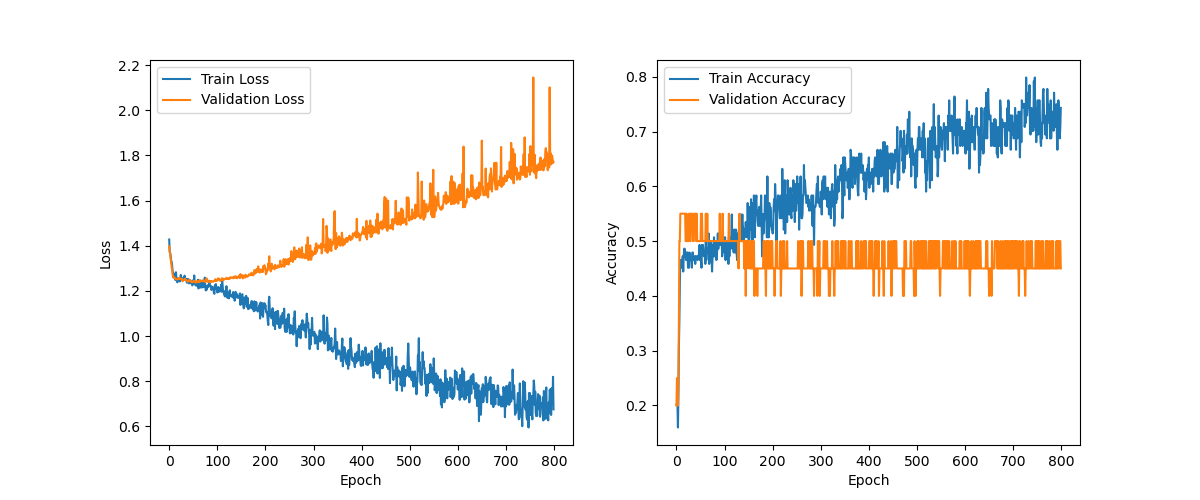 2.2
2.0
1.8
1.6
1.4
1.2
1.0
0.8
0.6
Loss
Train Loss
Validation Loss
0 100 200 300 400 500 600 700 800
Epoch
0.8
0.7
0.6
0.5
0.4
0.3
0.2
Accuracy
Train Accuracy
Validation Accuracy
0 100 200 300 400 500 600 700 800
Epoch